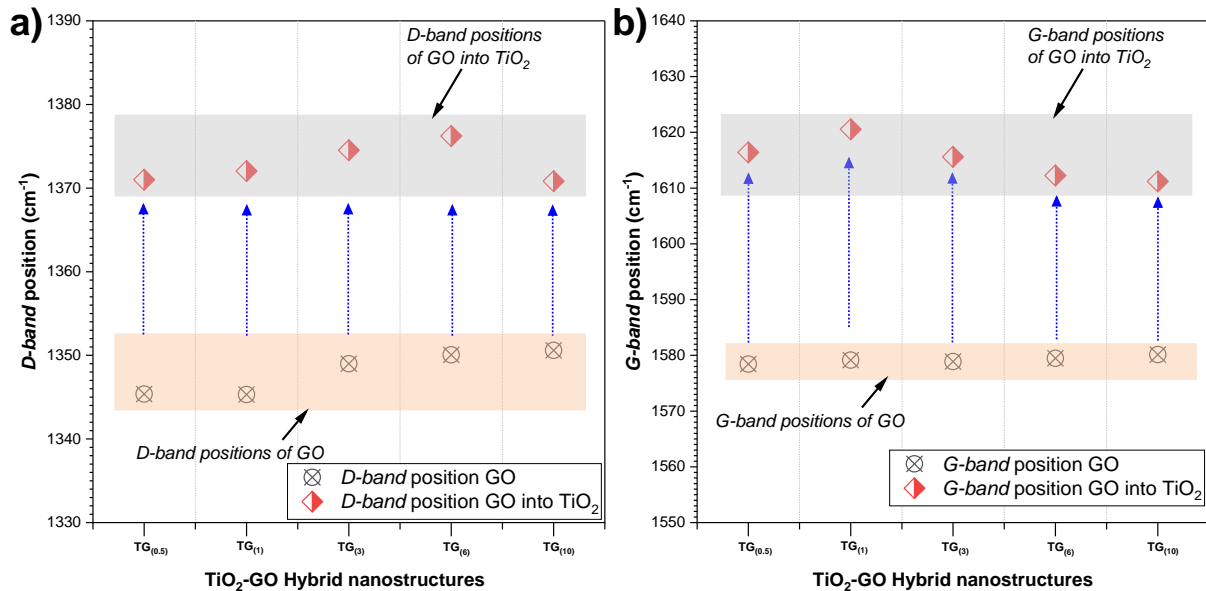 a)
D-band position (cm⁻¹)
1390
1380
1370
1360
1350
1340
1330
D-band positions
of GO into TiO₂
D-band positions of GO
D-band position GO
D-band position GO into TiO₂
TG₍₀.₅₎
TG₍₁₎
TG₍₃₎
TG₍₆₎
TG₍₁₀₎
TiO₂-GO Hybrid nanostructures
b)
G-band position (cm⁻¹)
1640
1630
1620
1610
1600
1590
1580
1570
1560
1550
G-band positions
of GO into TiO₂
G-band positions of GO
G-band position GO
G-band position GO into TiO₂
TG₍₀.₅₎
TG₍₁₎
TG₍₃₎
TG₍₆₎
TG₍₁₀₎
TiO₂-GO Hybrid nanostructures